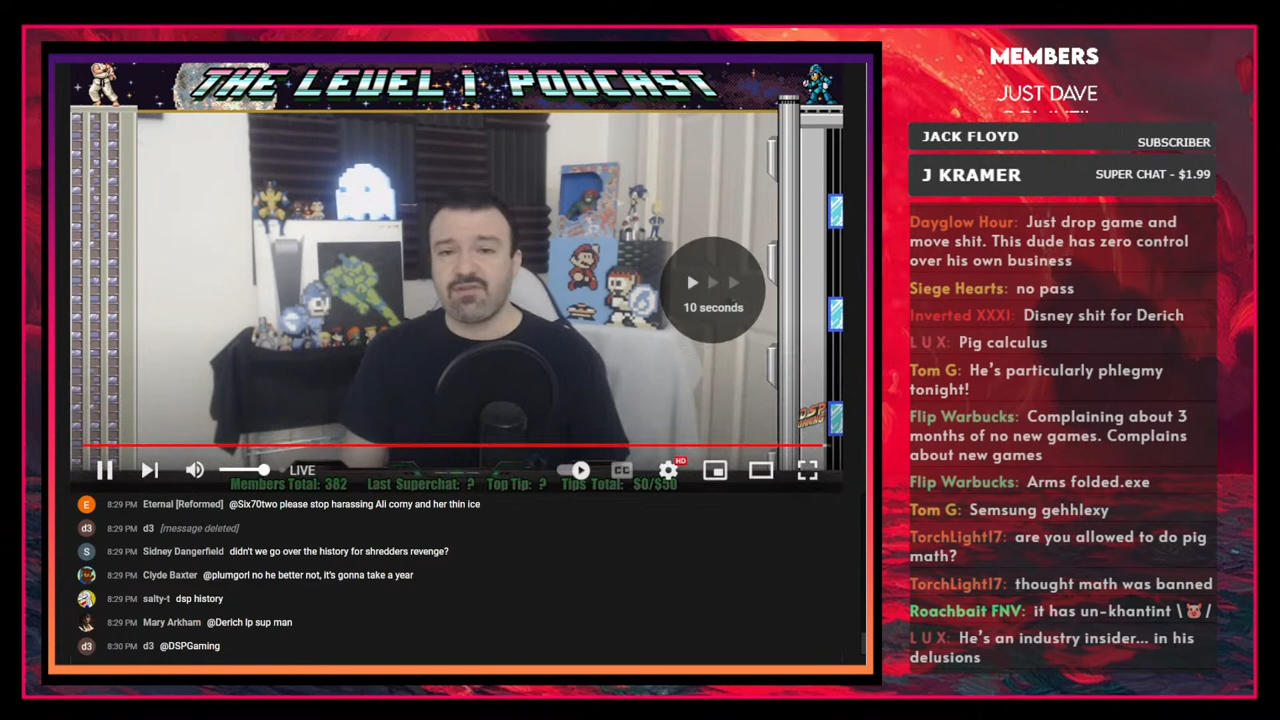 THE LEVEL 1 PODCAST
10 seconds
LIVE
CC
HD
DSP
GAMING
Members Total: 382 Last Superchat: ? Top Tip: ? Tips Total: $0/$50
E 8:29 PM Eternal [Reformed] @Six70two please stop harassing Ali corny and her thin ice
d3 8:29 PM d3 [message deleted]
S 8:29 PM Sidney Dangerfield didn't we go over the history for shredders revenge?
8:29 PM Clyde Baxter @plumgorl no he better not, it's gonna take a year
8:29 PM salty-t dsp history
8:29 PM Mary Arkham @Derich lp sup man
d3 8:30 PM d3 @DSPGaming
MEMBERS
JUST DAVE
JACK FLOYD SUBSCRIBER
J KRAMER SUPER CHAT - $1.99
Dayglow Hour: Just drop game and
move shit. This dude has zero control
over his own business
Siege Hearts: no pass
Inverted XXXI: Disney shit for Derich
L U X: Pig calculus
Tom G: He's particularly phlegmy
tonight!
Flip Warbucks: Complaining about 3
months of no new games. Complains
about new games
Flip Warbucks: Arms folded.exe
Tom G: Semsung gehhlexy
TorchLight17: are you allowed to do pig
math?
TorchLight17: thought math was banned
Roachbait FNV: it has un-khantint \ 🐷 /
L U X: He's an industry insider... in his
delusions